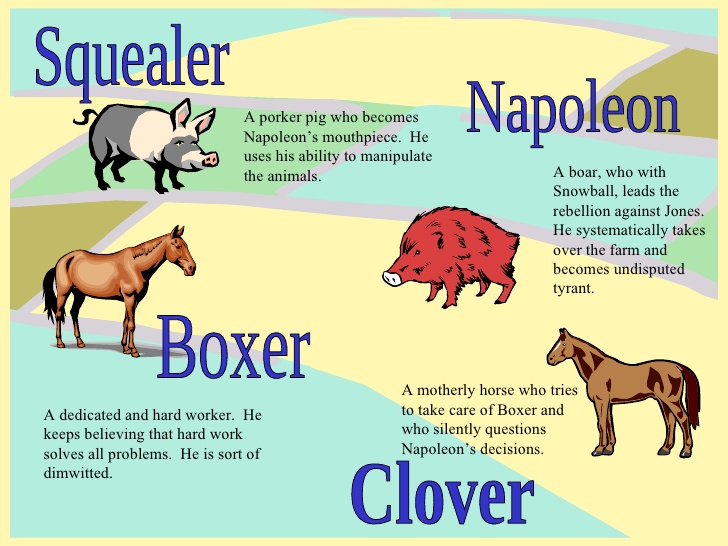 Squealer
A porker pig who becomes
Napoleon's mouthpiece.  He
uses his ability to manipulate
the animals.
Napoleon
A boar, who with
Snowball, leads the
rebellion against Jones.
He systematically takes
over the farm and
becomes undisputed
tyrant.
Boxer
A dedicated and hard worker.  He
keeps believing that hard work
solves all problems.  He is sort of
dimwitted.
A motherly horse who tries
to take care of Boxer and
who silently questions
Napoleon's decisions.
Clover